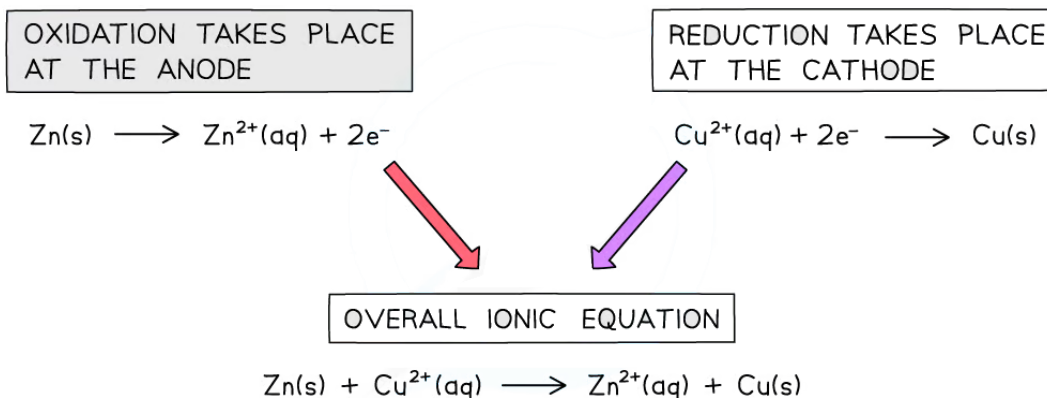 OXIDATION TAKES PLACE
AT THE ANODE
REDUCTION TAKES PLACE
AT THE CATHODE
Zn(s) ⟶ Zn²⁺(aq) + 2e⁻
Cu²⁺(aq) + 2e⁻ ⟶ Cu(s)
OVERALL IONIC EQUATION
Zn(s) + Cu²⁺(aq) ⟶ Zn²⁺(aq) + Cu(s)